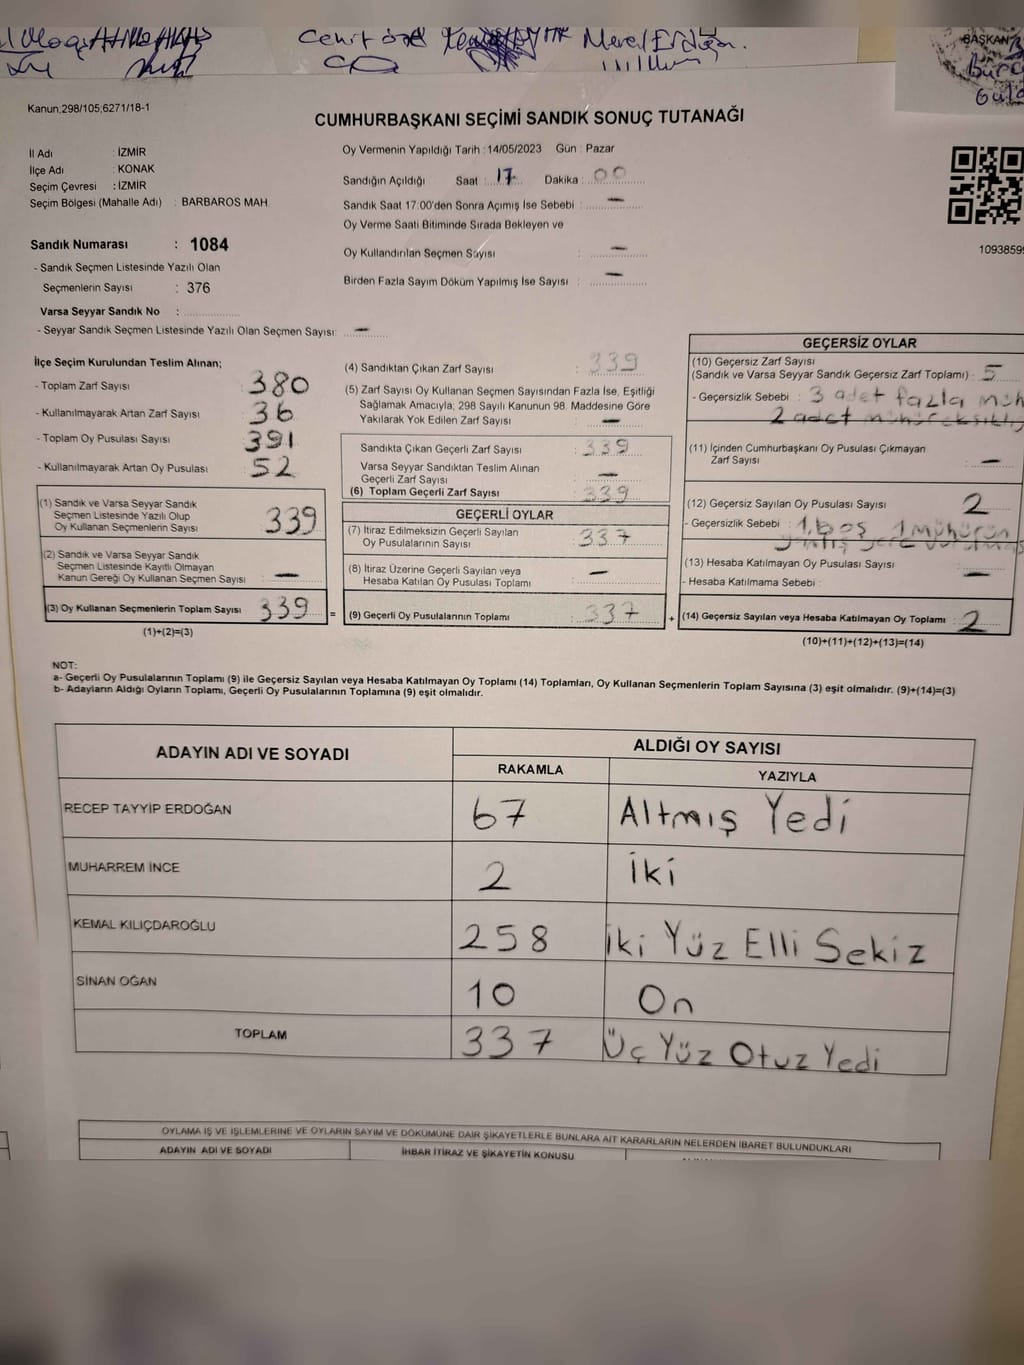 Cemit
Meral Erdoğan.
BAŞKAN
Kanun;298/105;6271/18-1
CUMHURBAŞKANI SEÇİMİ SANDIK SONUÇ TUTANAĞI
İl Adı : İZMİR
İlçe Adı : KONAK
Seçim Çevresi : İZMİR
Seçim Bölgesi (Mahalle Adı) : BARBAROS MAH
Oy Vermenin Yapıldığı Tarih :14/05/2023 Gün : Pazar
Sandığın Açıldığı Saat :..17.. Dakika :..00
Sandık Saat 17:00'den Sonra Açımış İse Sebebi : —
Oy Verme Saati Bitiminde Sırada Bekleyen ve
Oy Kullandırılan Seçmen Sayısı : —
Birden Fazla Sayım Döküm Yapılmış İse Sayısı : —
1093859
Sandık Numarası : 1084
- Sandık Seçmen Listesinde Yazılı Olan
Seçmenlerin Sayısı : 376
Varsa Seyyar Sandık No :
- Seyyar Sandık Seçmen Listesinde Yazılı Olan Seçmen Sayısı: —
İlçe Seçim Kurulundan Teslim Alınan;
- Toplam Zarf Sayısı 380
- Kullanılmayarak Artan Zarf Sayısı : 36
- Toplam Oy Pusulası Sayısı 391
- Kullanılmayarak Artan Oy Pusulası : 52
(1) Sandık ve Varsa Seyyar Sandık
Seçmen Listesinde Yazılı Olup
Oy Kullanan Seçmenlerin Sayısı : 339
(2) Sandık ve Varsa Seyyar Sandık
Seçmen Listesinde Kayıtlı Olmayan
Kanun Gereği Oy Kullanan Seçmen Sayısı : —
(3) Oy Kullanan Seçmenlerin Toplam Sayısı 339 =
(1)+(2)=(3)
(4) Sandıktan Çıkan Zarf Sayısı : 339
(5) Zarf Sayısı Oy Kullanan Seçmen Sayısından Fazla İse, Eşitliği
Sağlamak Amacıyla; 298 Sayılı Kanunun 98. Maddesine Göre
Yakılarak Yok Edilen Zarf Sayısı : —
Sandıkta Çıkan Geçerli Zarf Sayısı : 339
Varsa Seyyar Sandıktan Teslim Alınan
Geçerli Zarf Sayısı : —
(6) Toplam Geçerli Zarf Sayısı : 339
GEÇERLİ OYLAR
(7) İtiraz Edilmeksizin Geçerli Sayılan
Oy Pusulalarının Sayısı : 337
(8) İtiraz Üzerine Geçerli Sayılan veya
Hesaba Katılan Oy Pusulası Toplamı : —
(9) Geçerli Oy Pusulalarının Toplamı : 337 +
GEÇERSİZ OYLAR
(10) Geçersiz Zarf Sayısı
(Sandık ve Varsa Seyyar Sandık Geçersiz Zarf Toplamı) : 5
- Geçersizlik Sebebi : 3 adet fazla müh
2 adet
(11) İçinden Cumhurbaşkanı Oy Pusulası Çıkmayan
Zarf Sayısı : —
(12) Geçersiz Sayılan Oy Pusulası Sayısı : 2
- Geçersizlik Sebebi : 1 boş 1 mühürün
yanlış yere
(13) Hesaba Katılmayan Oy Pusulası Sayısı : —
- Hesaba Katılmama Sebebi :
(14) Geçersiz Sayılan veya Hesaba Katılmayan Oy Toplamı : 2
(10)+(11)+(12)+(13)=(14)
NOT:
a- Geçerli Oy Pusulalarının Toplamı (9) ile Geçersiz Sayılan veya Hesaba Katılmayan Oy Toplamı (14) Toplamları, Oy Kullanan Seçmenlerin Toplam Sayısına (3) eşit olmalıdır. (9)+(14)=(3)
b- Adayların Aldığı Oyların Toplamı, Geçerli Oy Pusulalarının Toplamına (9) eşit olmalıdır.
ADAYIN ADI VE SOYADI ALDIĞI OY SAYISI
RAKAMLA YAZIYLA
RECEP TAYYİP ERDOĞAN 67 Altmış Yedi
MUHARREM İNCE 2 İki
KEMAL KILIÇDAROĞLU 258 İki Yüz Elli Sekiz
SİNAN OĞAN 10 On
TOPLAM 337 Üç Yüz Otuz Yedi
OYLAMA İŞ VE İŞLEMLERİNE VE OYLARIN SAYIM VE DÖKÜMÜNE DAİR ŞİKAYETLERLE BUNLARA AİT KARARLARIN NELERDEN İBARET BULUNDUKLARI
ADAYIN ADI VE SOYADI İHBAR İTİRAZ VE ŞİKAYETİN KONUSU